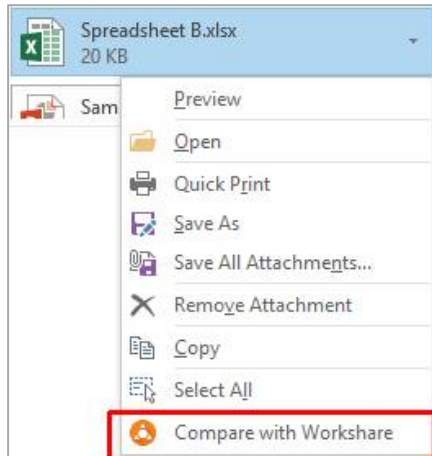 Spreadsheet B.xlsx
20 KB
Sam
Preview
Open
Quick Print
Save As
Save All Attachments...
Remove Attachment
Copy
Select All
Compare with Workshare